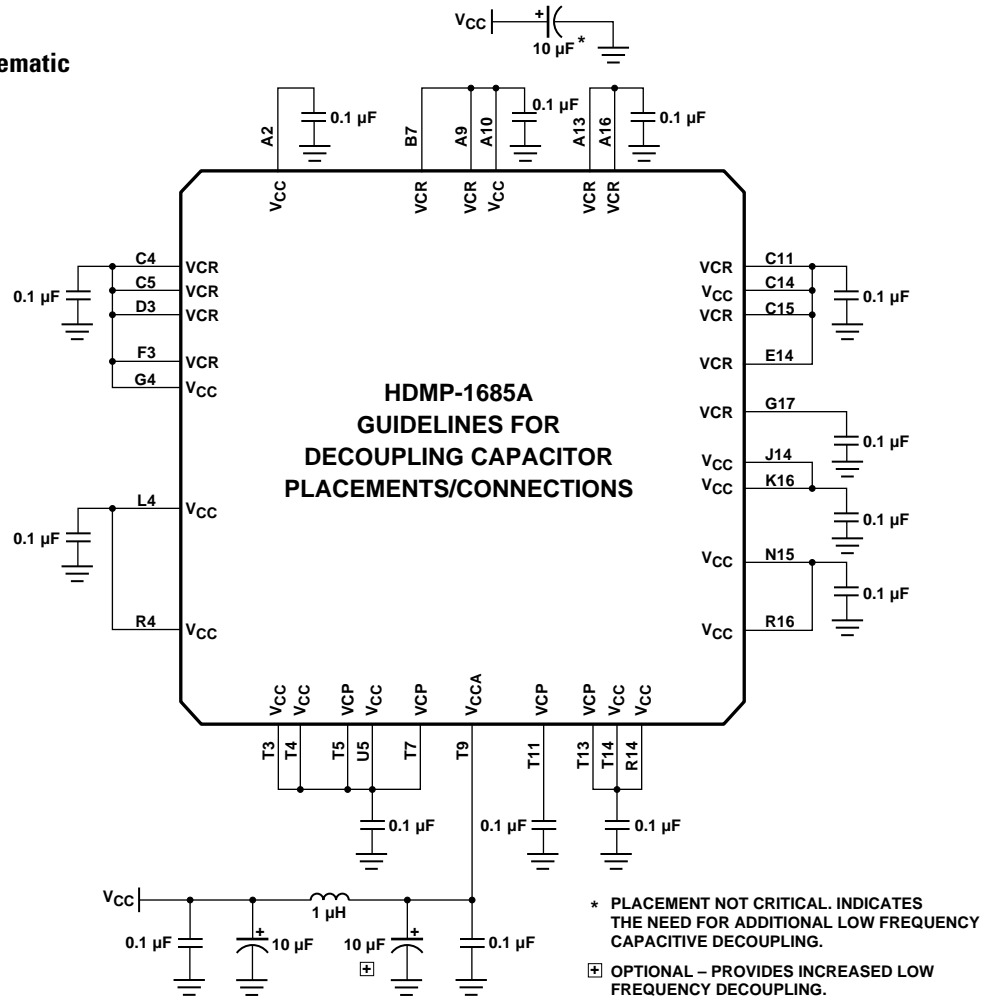 ematic
VCC
+
10 µF *
A2
0.1 µF
B7
A9
A10
0.1 µF
A13
A16
0.1 µF
VCC
VCR
VCR
VCC
VCR
VCR
C4 VCR
C5 VCR
D3 VCR
F3 VCR
G4 VCC
0.1 µF
L4 VCC
0.1 µF
R4 VCC
HDMP-1685A
GUIDELINES FOR
DECOUPLING CAPACITOR
PLACEMENTS/CONNECTIONS
VCR C11
VCC C14
VCR C15
0.1 µF
VCR E14
VCR G17
0.1 µF
VCC J14
VCC K16
0.1 µF
VCC N15
0.1 µF
VCC R16
VCC
VCC
VCP
VCC
VCP
VCCA
VCP
VCP
VCC
VCC
T3
T4
T5
U5
T7
T9
T11
T13
T14
R14
0.1 µF
0.1 µF
0.1 µF
VCC
0.1 µF
+
10 µF
1 µH
10 µF
+
+
0.1 µF
* PLACEMENT NOT CRITICAL. INDICATES
THE NEED FOR ADDITIONAL LOW FREQUENCY
CAPACITIVE DECOUPLING.
+ OPTIONAL – PROVIDES INCREASED LOW
FREQUENCY DECOUPLING.